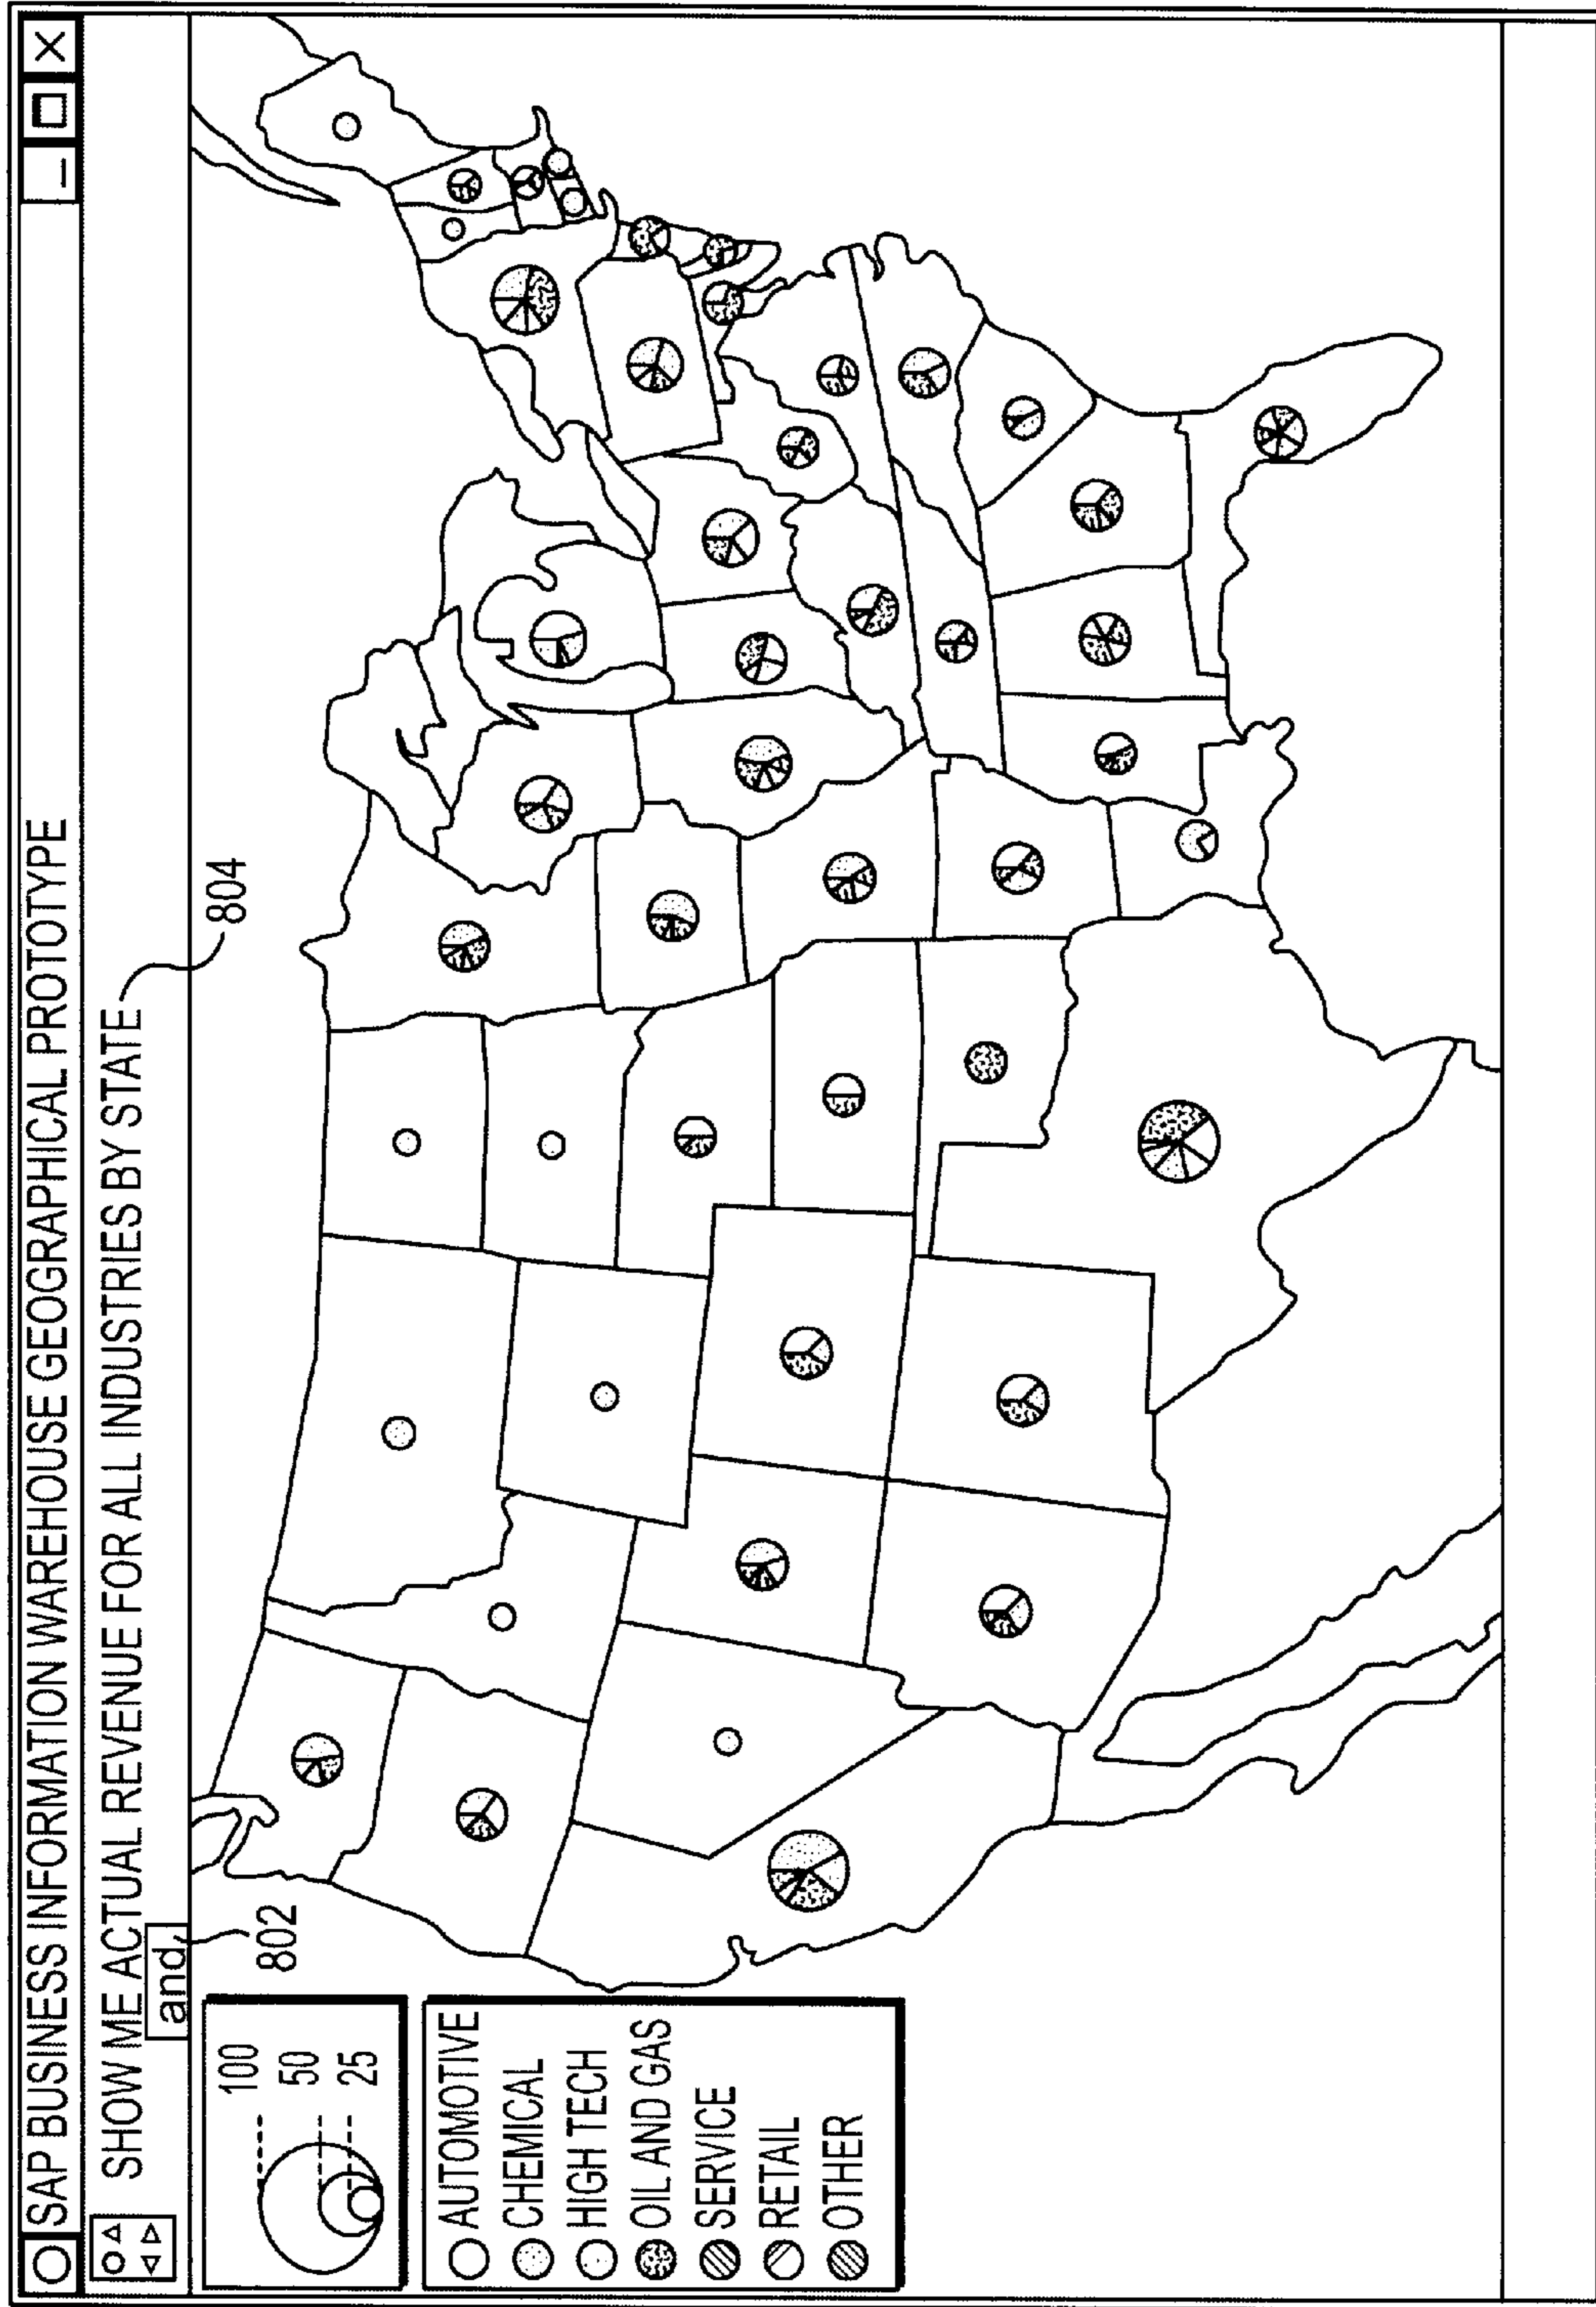 SAP BUSINESS INFORMATION WAREHOUSE GEOGRAPHICAL PROTOTYPE
SHOW ME ACTUAL REVENUE FOR ALL INDUSTRIES BY STATE
804
and,
802
100
50
25
AUTOMOTIVE
CHEMICAL
HIGH TECH
OIL AND GAS
SERVICE
RETAIL
OTHER